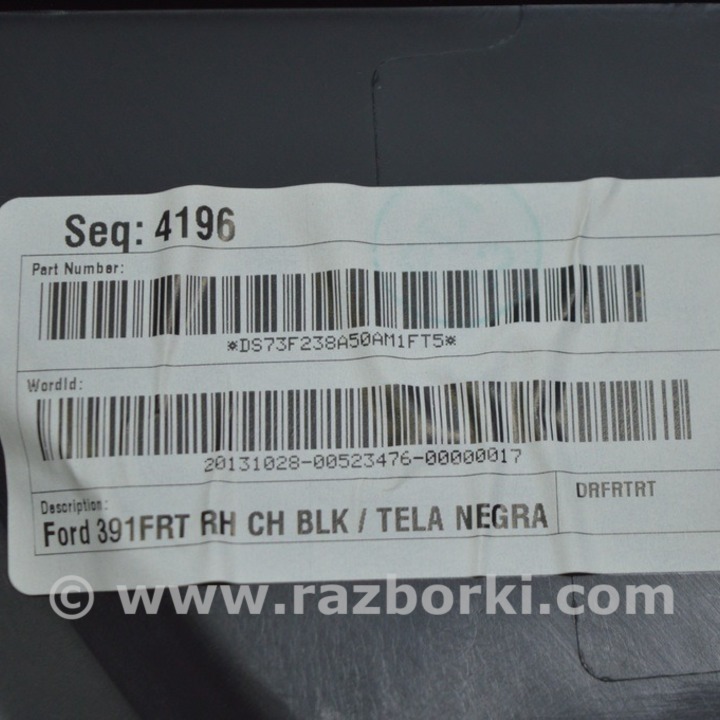 Seq: 4196
Part Number:
*DS73F238A50AM1FT5*
WordId:
20131028-00523476-00000017
Description:
Ford 391FRT RH CH BLK / TELA NEGRA
DRFRTRT
© www.razborki.com